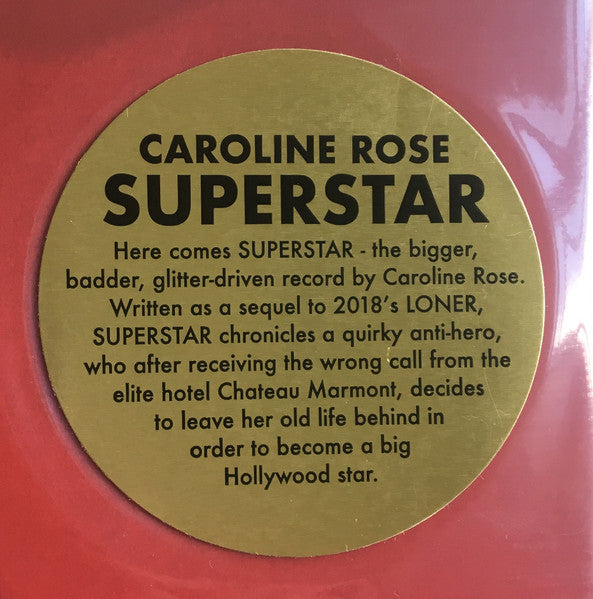 CAROLINE ROSE
SUPERSTAR
Here comes SUPERSTAR - the bigger,
badder, glitter-driven record by Caroline Rose.
Written as a sequel to 2018's LONER,
SUPERSTAR chronicles a quirky anti-hero,
who after receiving the wrong call from the
elite hotel Chateau Marmont, decides
to leave her old life behind in
order to become a big
Hollywood star.